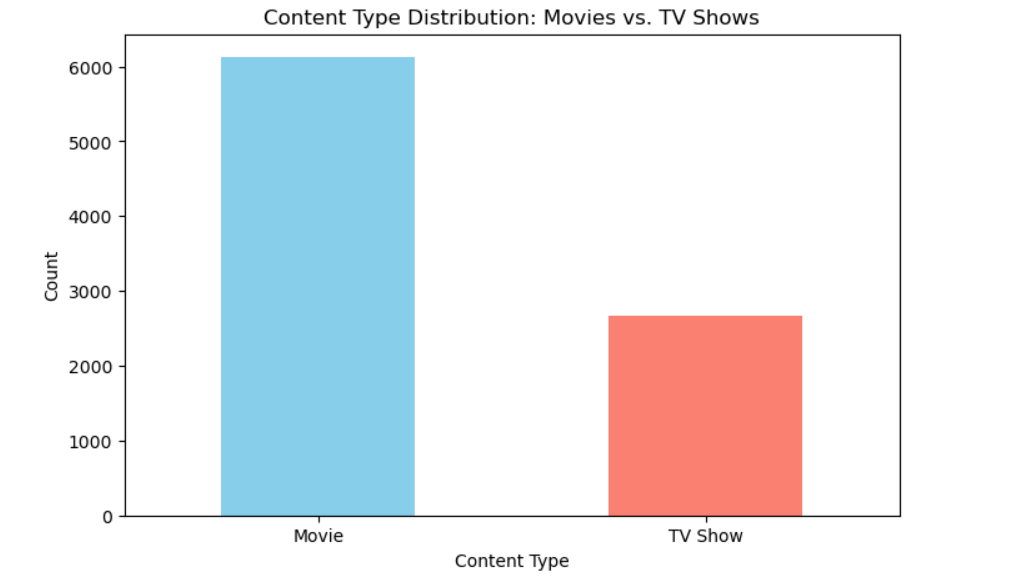 Content Type Distribution: Movies vs. TV Shows
6000
5000
4000
3000
2000
1000
0
Count
Movie
TV Show
Content Type